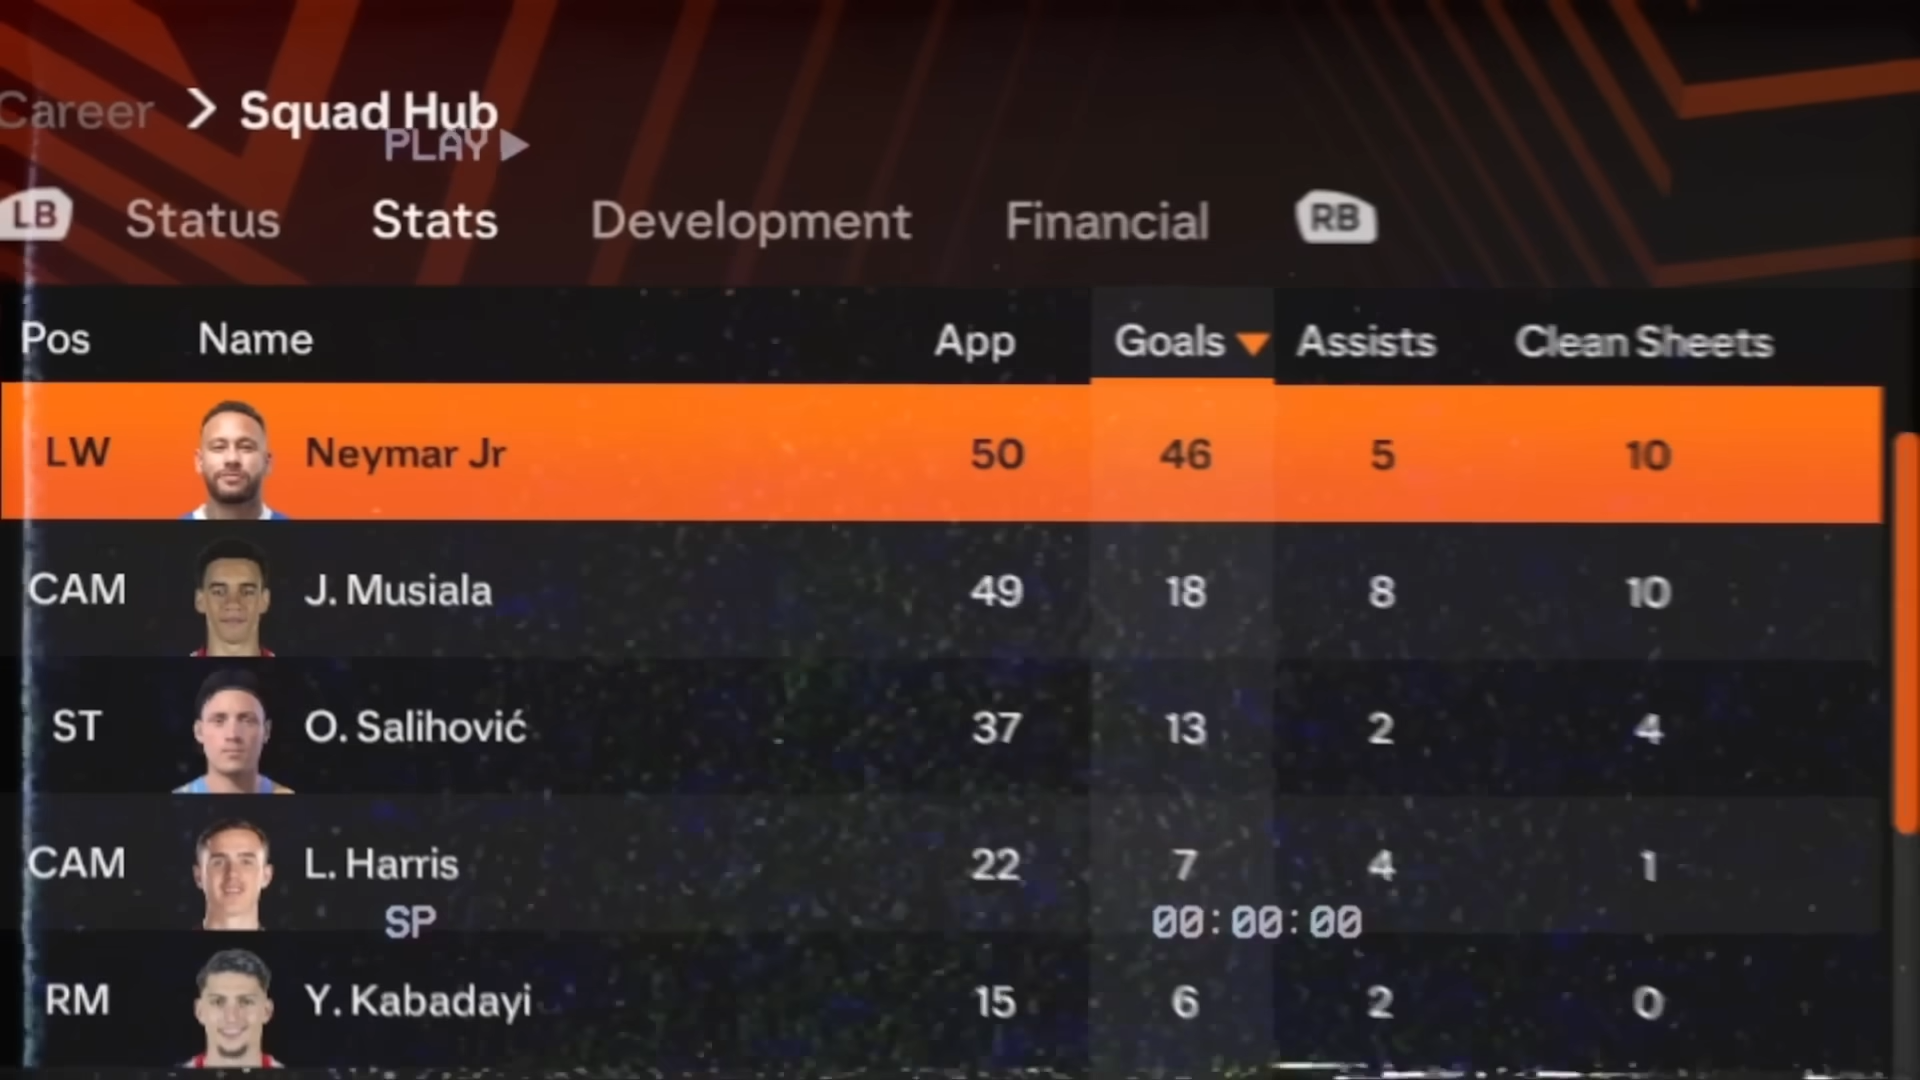 Career > Squad Hub
PLAY
LB Status Stats Development Financial RB
Pos Name App Goals Assists Clean Sheets
LW Neymar Jr 50 46 5 10
CAM J. Musiala 49 18 8 10
ST O. Salihović 37 13 2 4
CAM L. Harris 22 7 4 1
SP 00:00:00
RM Y. Kabadayi 15 6 2 0